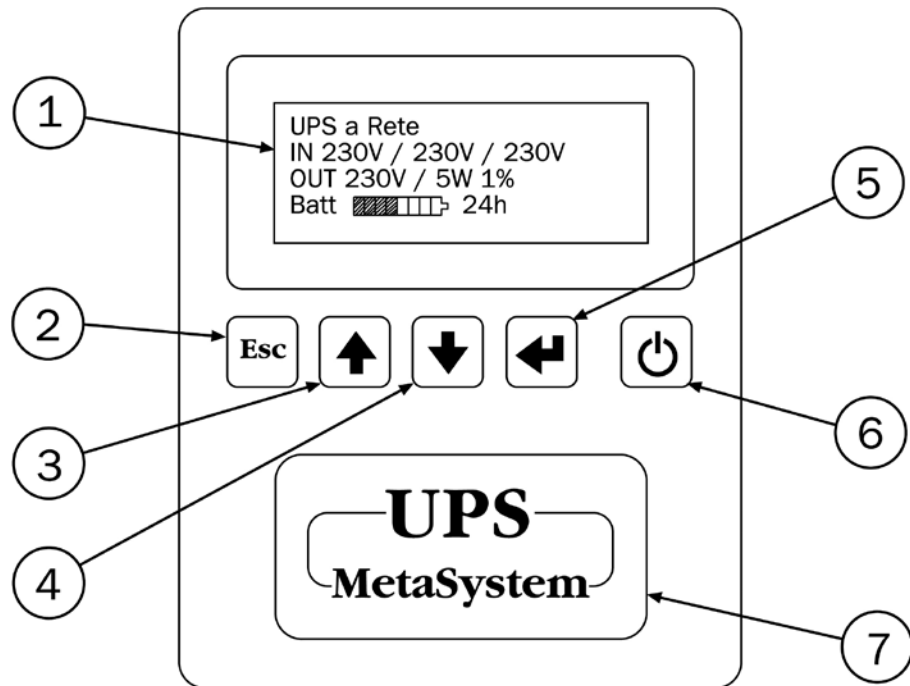 1
UPS a Rete
IN 230V / 230V / 230V
OUT 230V / 5W 1%
Batt 24h
5
2
Esc
3
6
4
UPS
MetaSystem
7